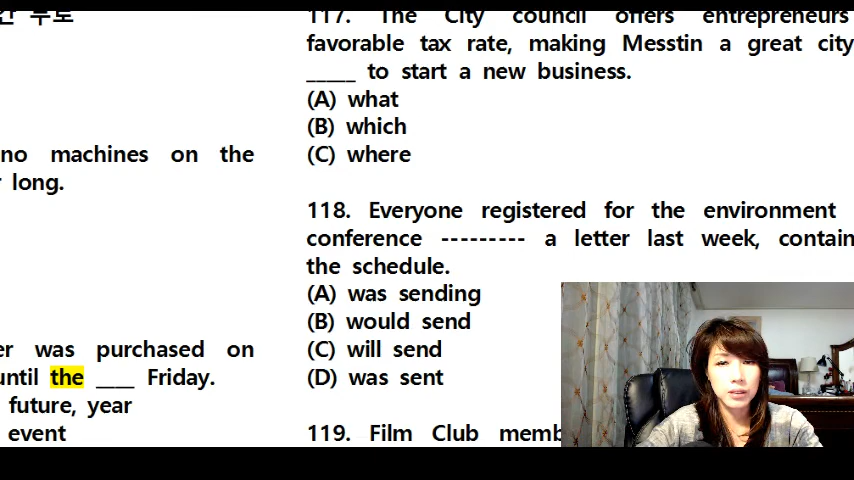 no machines on the
long.
was purchased on
until the ____ Friday.
future, year
event
117. The City council offers entrepreneurs
favorable tax rate, making Messtin a great city
_____ to start a new business.
(A) what
(B) which
(C) where
118. Everyone registered for the environment
conference --------- a letter last week, contain
the schedule.
(A) was sending
(B) would send
(C) will send
(D) was sent
119. Film Club memb